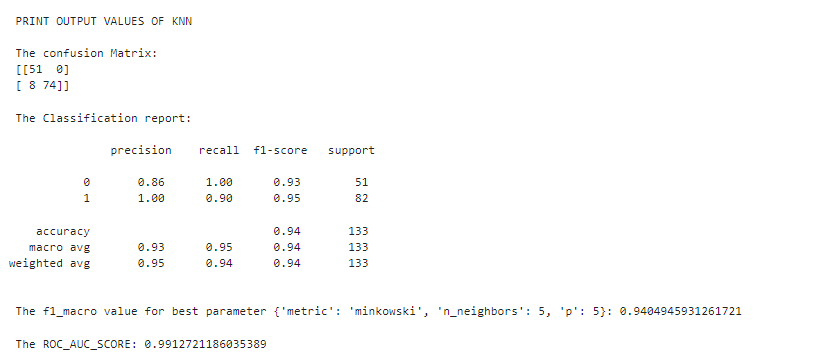 PRINT OUTPUT VALUES OF KNN
The confusion Matrix:
[[51  0]
[ 8 74]]
The Classification report:
precision    recall  f1-score   support
0       0.86      1.00      0.93        51
1       1.00      0.90      0.95        82
accuracy                           0.94       133
macro avg       0.93      0.95      0.94       133
weighted avg       0.95      0.94      0.94       133
The f1_macro value for best parameter {'metric': 'minkowski', 'n_neighbors': 5, 'p': 5}: 0.9404945931261721
The ROC_AUC_SCORE: 0.9912721186035389